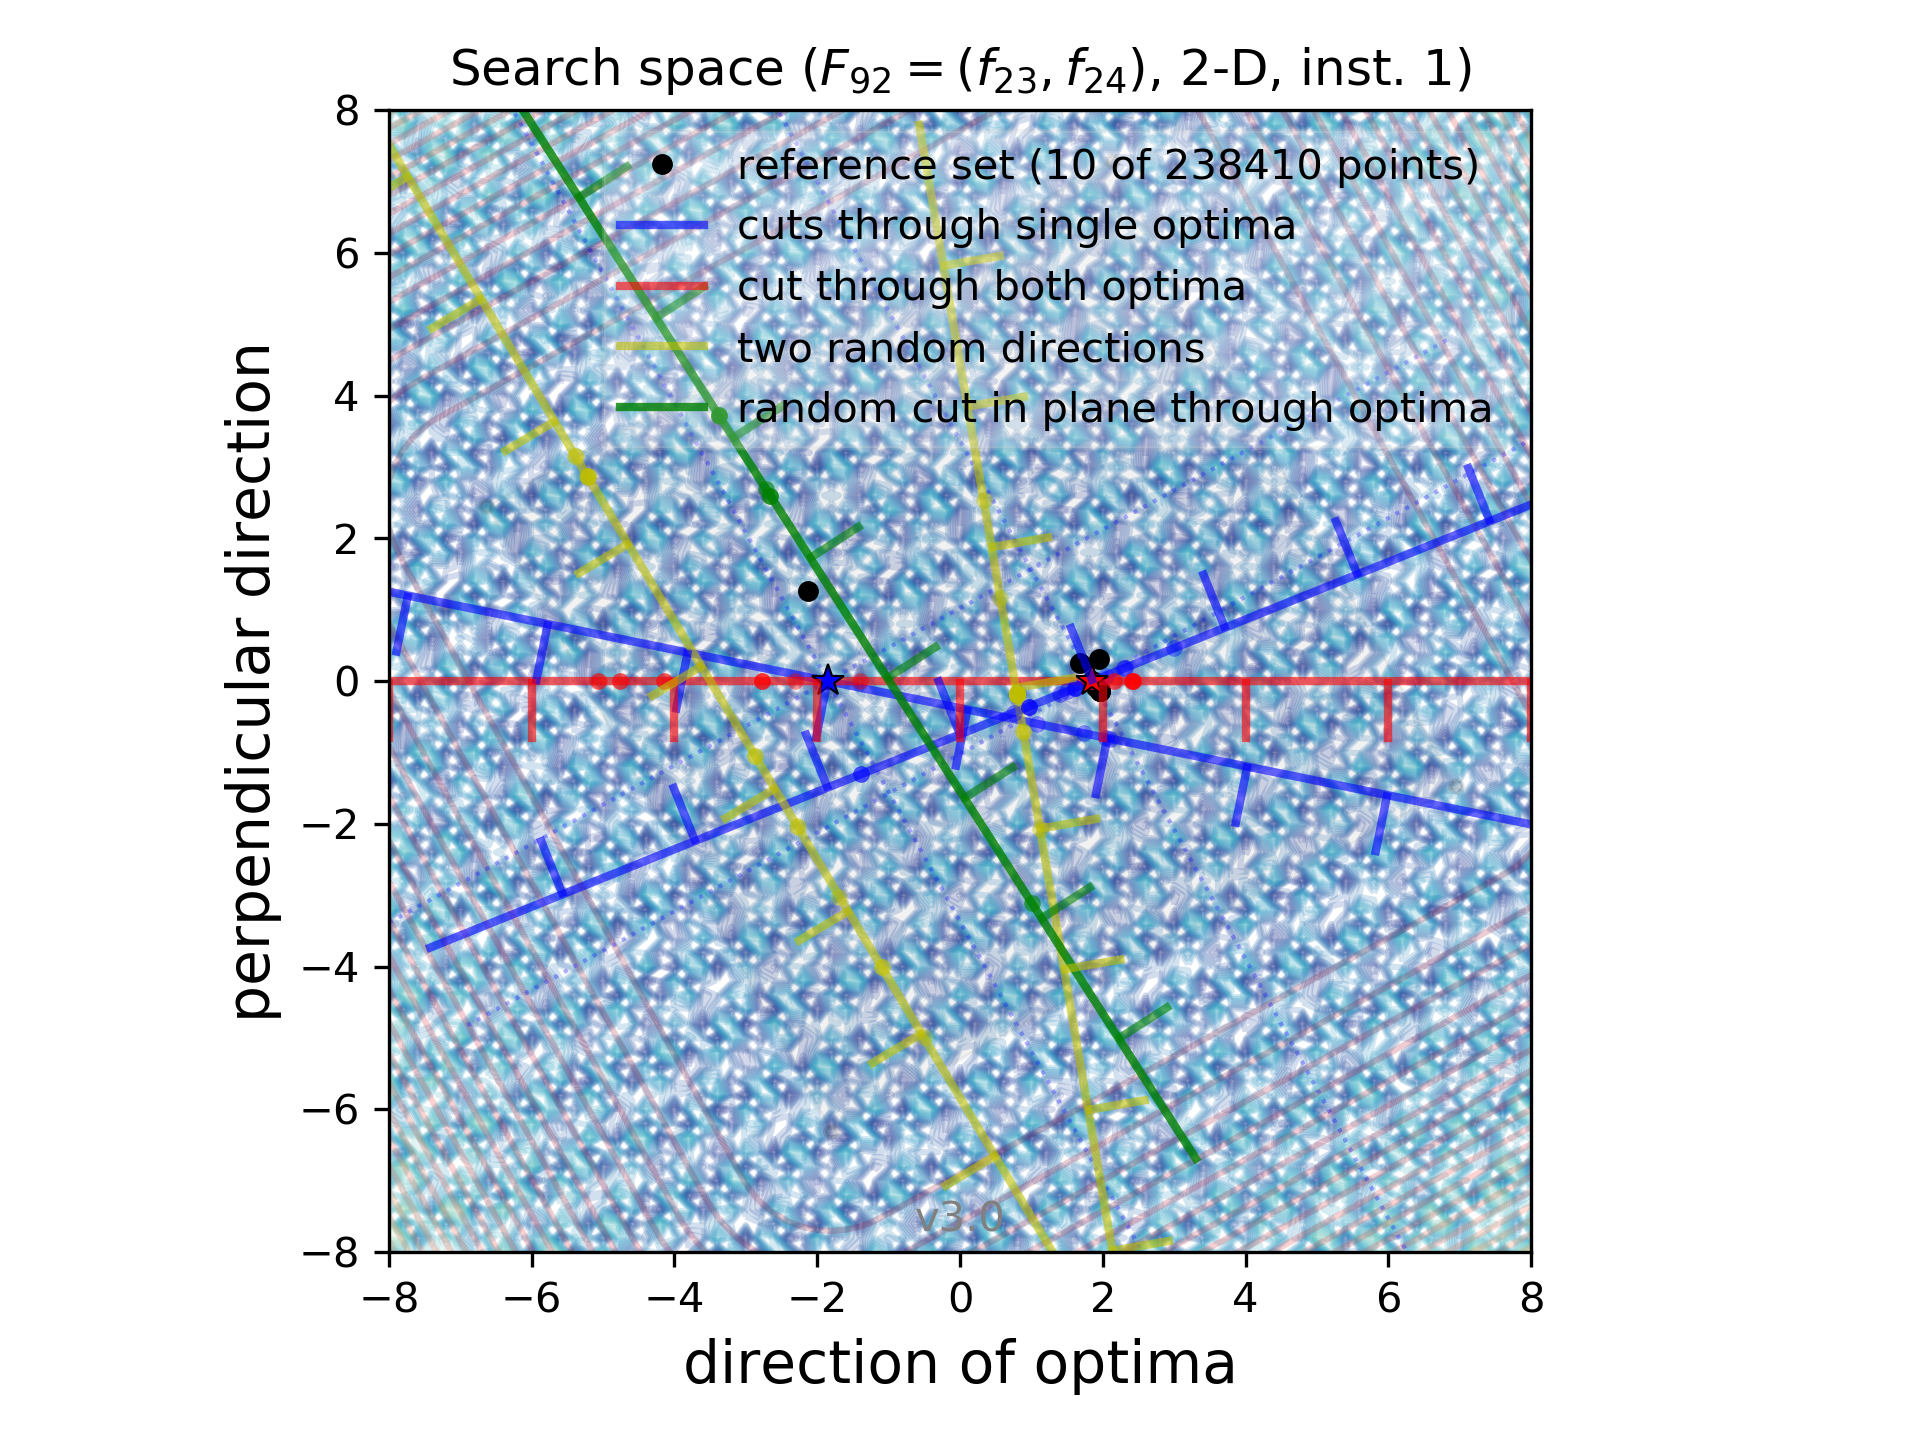 Search space (F92 = (f23, f24), 2-D, inst. 1)
8
6
4
2
0
−2
−4
−6
−8
perpendicular direction
reference set (10 of 238410 points)
cuts through single optima
cut through both optima
two random directions
random cut in plane through optima
v3.0
−8 −6 −4 −2 0 2 4 6 8
direction of optima